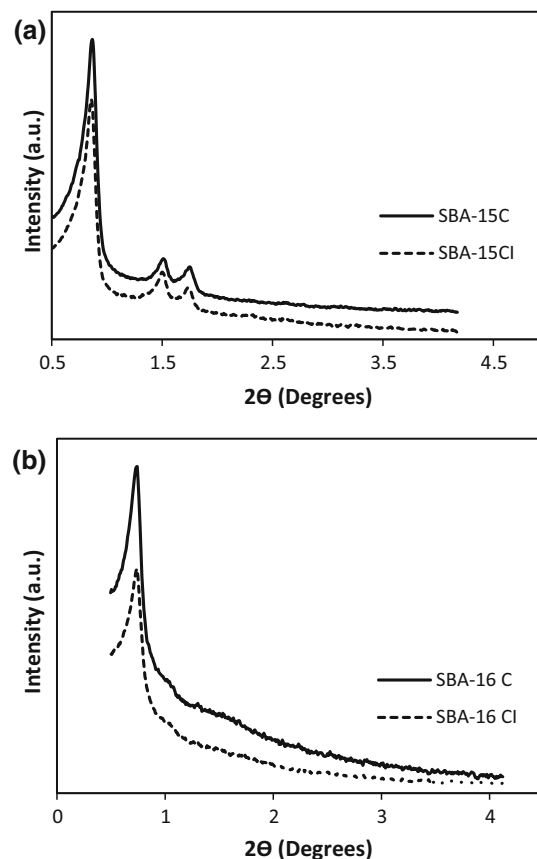 (a)
Intensity (a.u.)
SBA-15C
SBA-15CI
0.5 1.5 2.5 3.5 4.5
2Θ (Degrees)
(b)
Intensity (a.u.)
SBA-16 C
SBA-16 CI
0 1 2 3 4
2Θ (Degrees)